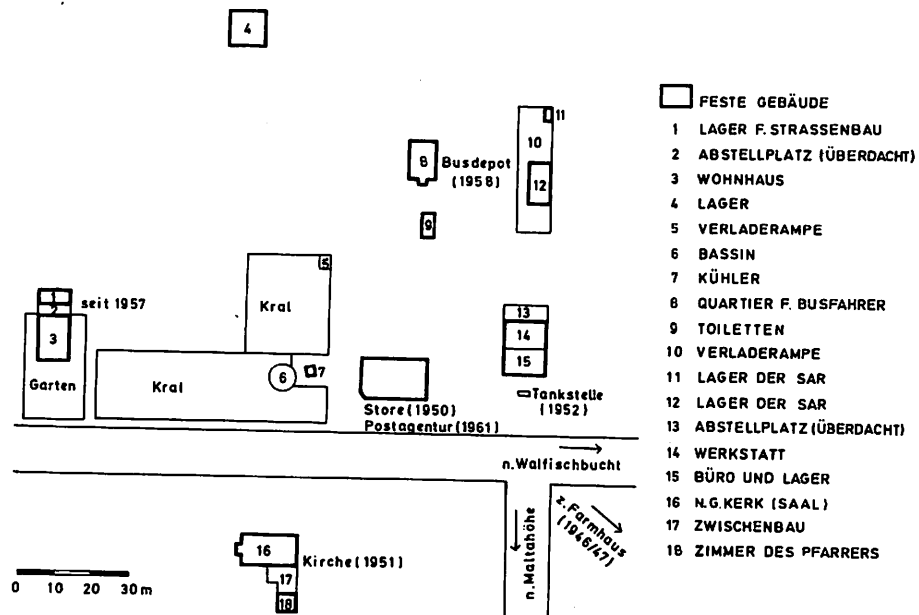 4
11
10
8
Busdepot
(1958)
12
9
5
Kral
1
seit 1957
2
3
13
14
15
7
6
Kral
Garten
Store (1950)
Postagentur (1961)
Tankstelle
(1952)
n. Walfischbucht
n. Maltahöhe
z. Farmhaus
(1946/47)
16
Kirche (1951)
17
18
0 10 20 30 m
FESTE GEBÄUDE
1 LAGER F. STRASSENBAU
2 ABSTELLPLATZ (ÜBERDACHT)
3 WOHNHAUS
4 LAGER
5 VERLADERAMPE
6 BASSIN
7 KÜHLER
8 QUARTIER F. BUSFAHRER
9 TOILETTEN
10 VERLADERAMPE
11 LAGER DER SAR
12 LAGER DER SAR
13 ABSTELLPLATZ (ÜBERDACHT)
14 WERKSTATT
15 BÜRO UND LAGER
16 N.G.KERK (SAAL)
17 ZWISCHENBAU
18 ZIMMER DES PFARRERS